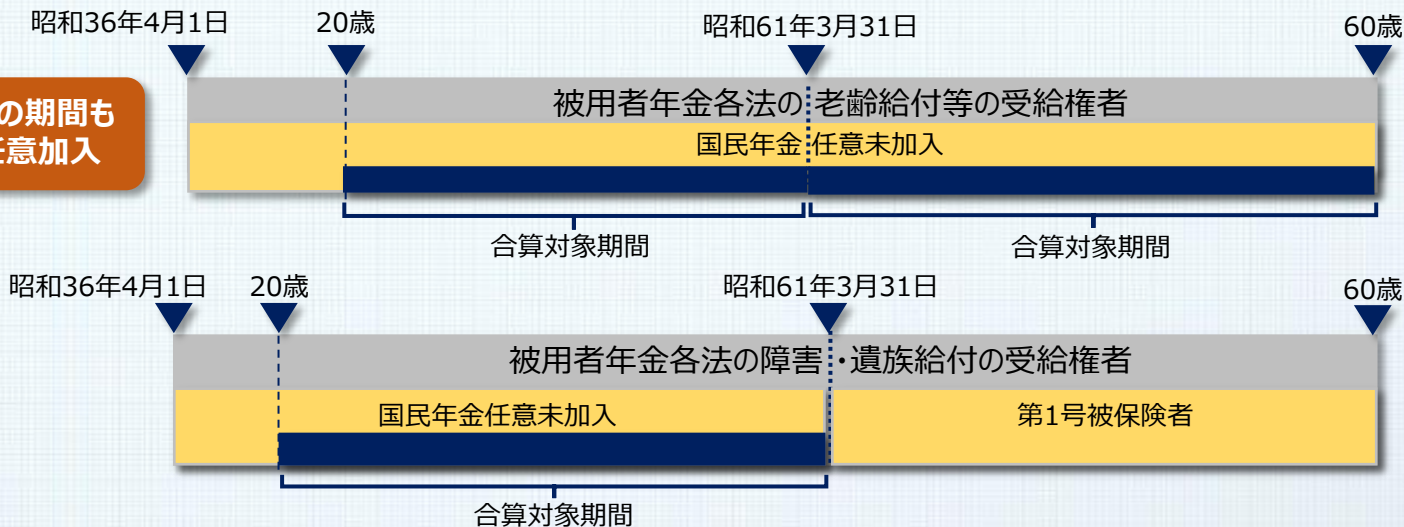 昭和36年4月1日 20歳 昭和61年3月31日 60歳
の期間も
任意加入
被用者年金各法の老齢給付等の受給権者
国民年金任意未加入
合算対象期間 合算対象期間
昭和36年4月1日 20歳 昭和61年3月31日 60歳
被用者年金各法の障害・遺族給付の受給権者
国民年金任意未加入 第1号被保険者
合算対象期間